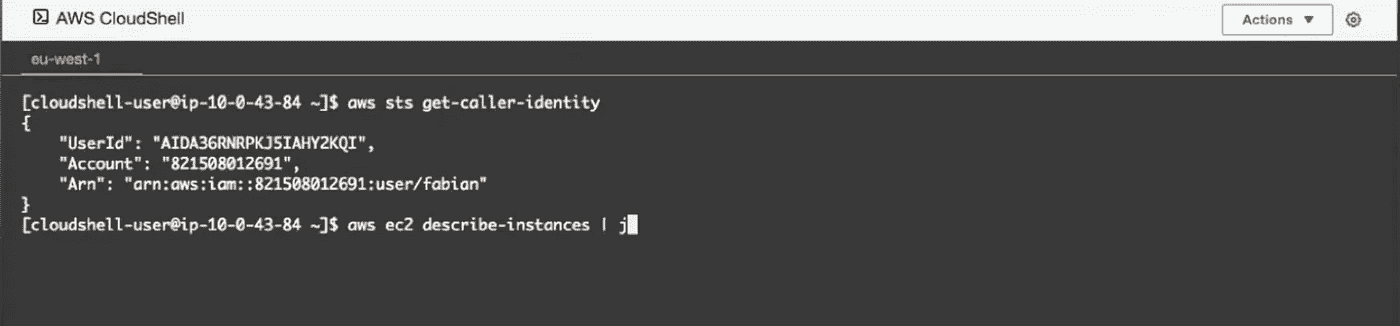 AWS CloudShell
Actions
eu-west-1
[cloudshell-user@ip-10-0-43-84 ~]$ aws sts get-caller-identity
{
    "UserId": "AIDA36RNRPKJ5IAHY2KQI",
    "Account": "821508012691",
    "Arn": "arn:aws:iam::821508012691:user/fabian"
}
[cloudshell-user@ip-10-0-43-84 ~]$ aws ec2 describe-instances | j